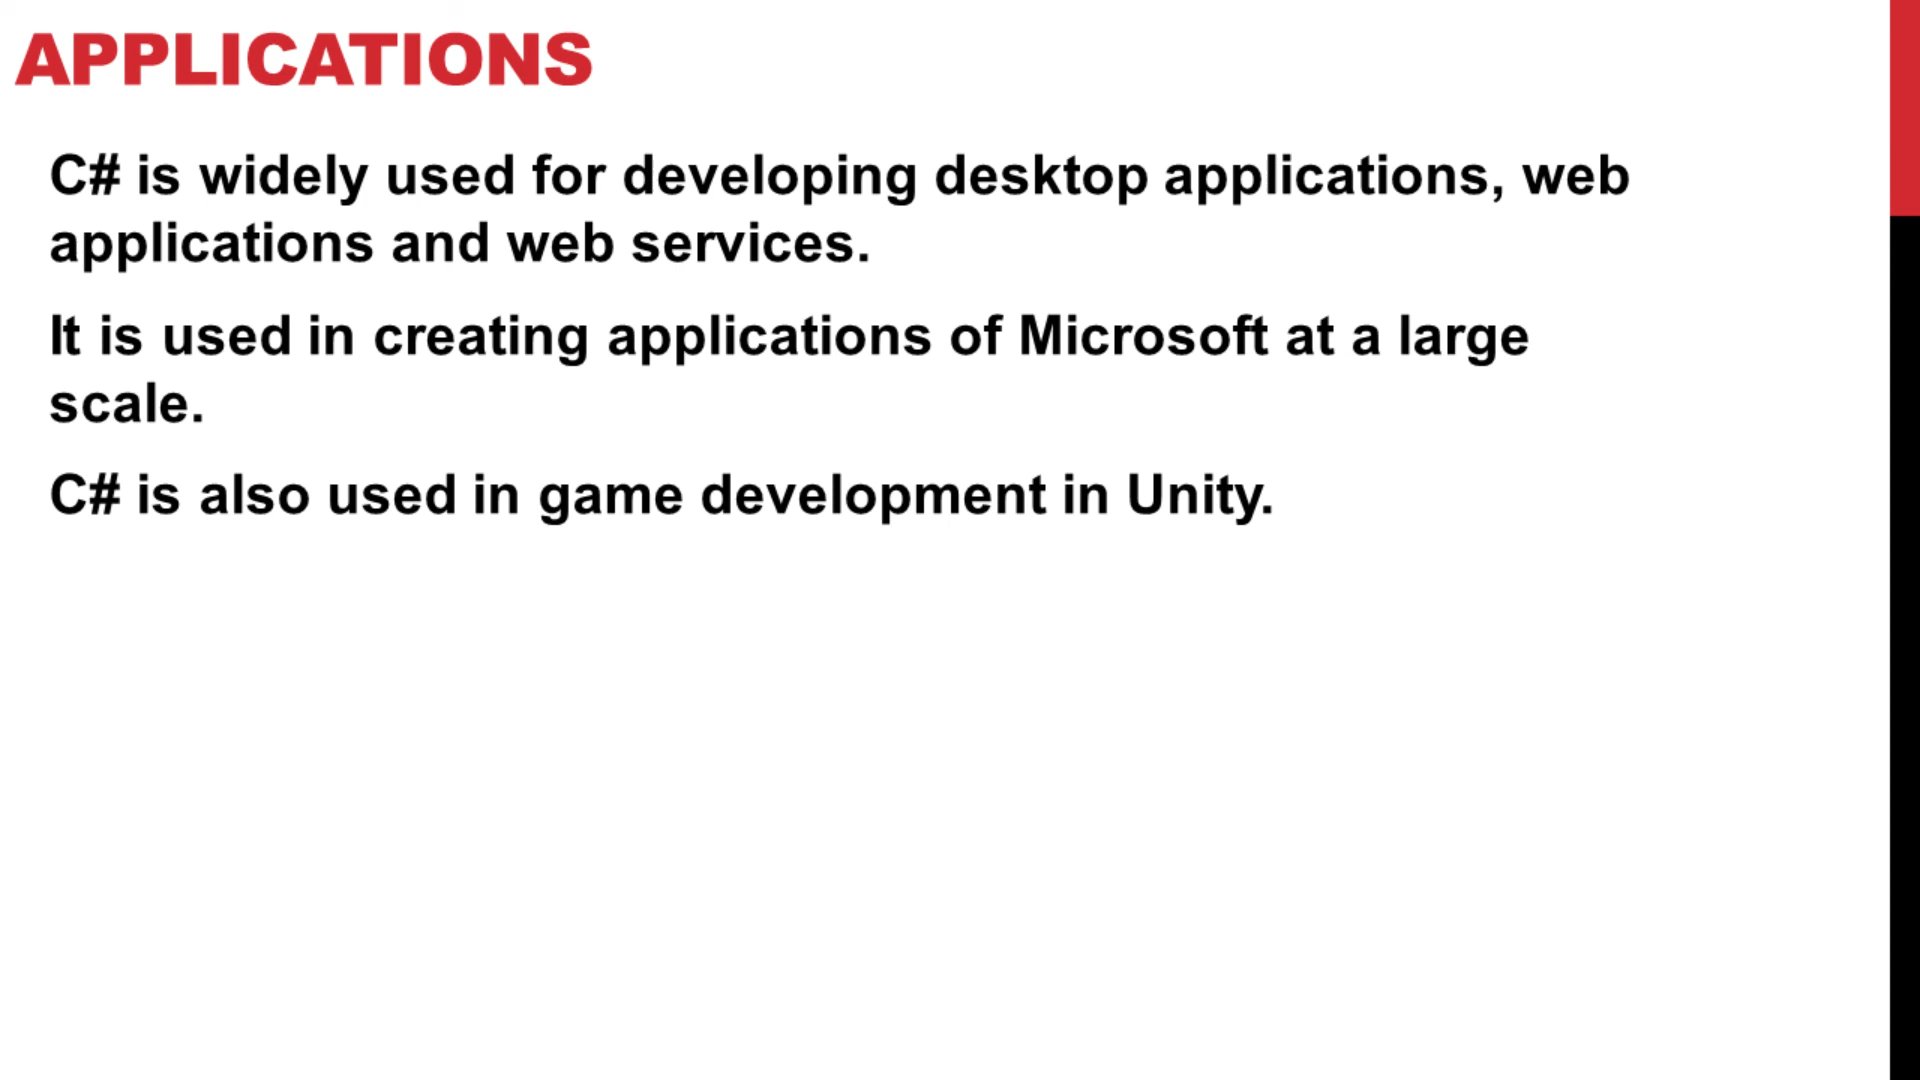 APPLICATIONS
C# is widely used for developing desktop applications, web
applications and web services.
It is used in creating applications of Microsoft at a large
scale.
C# is also used in game development in Unity.